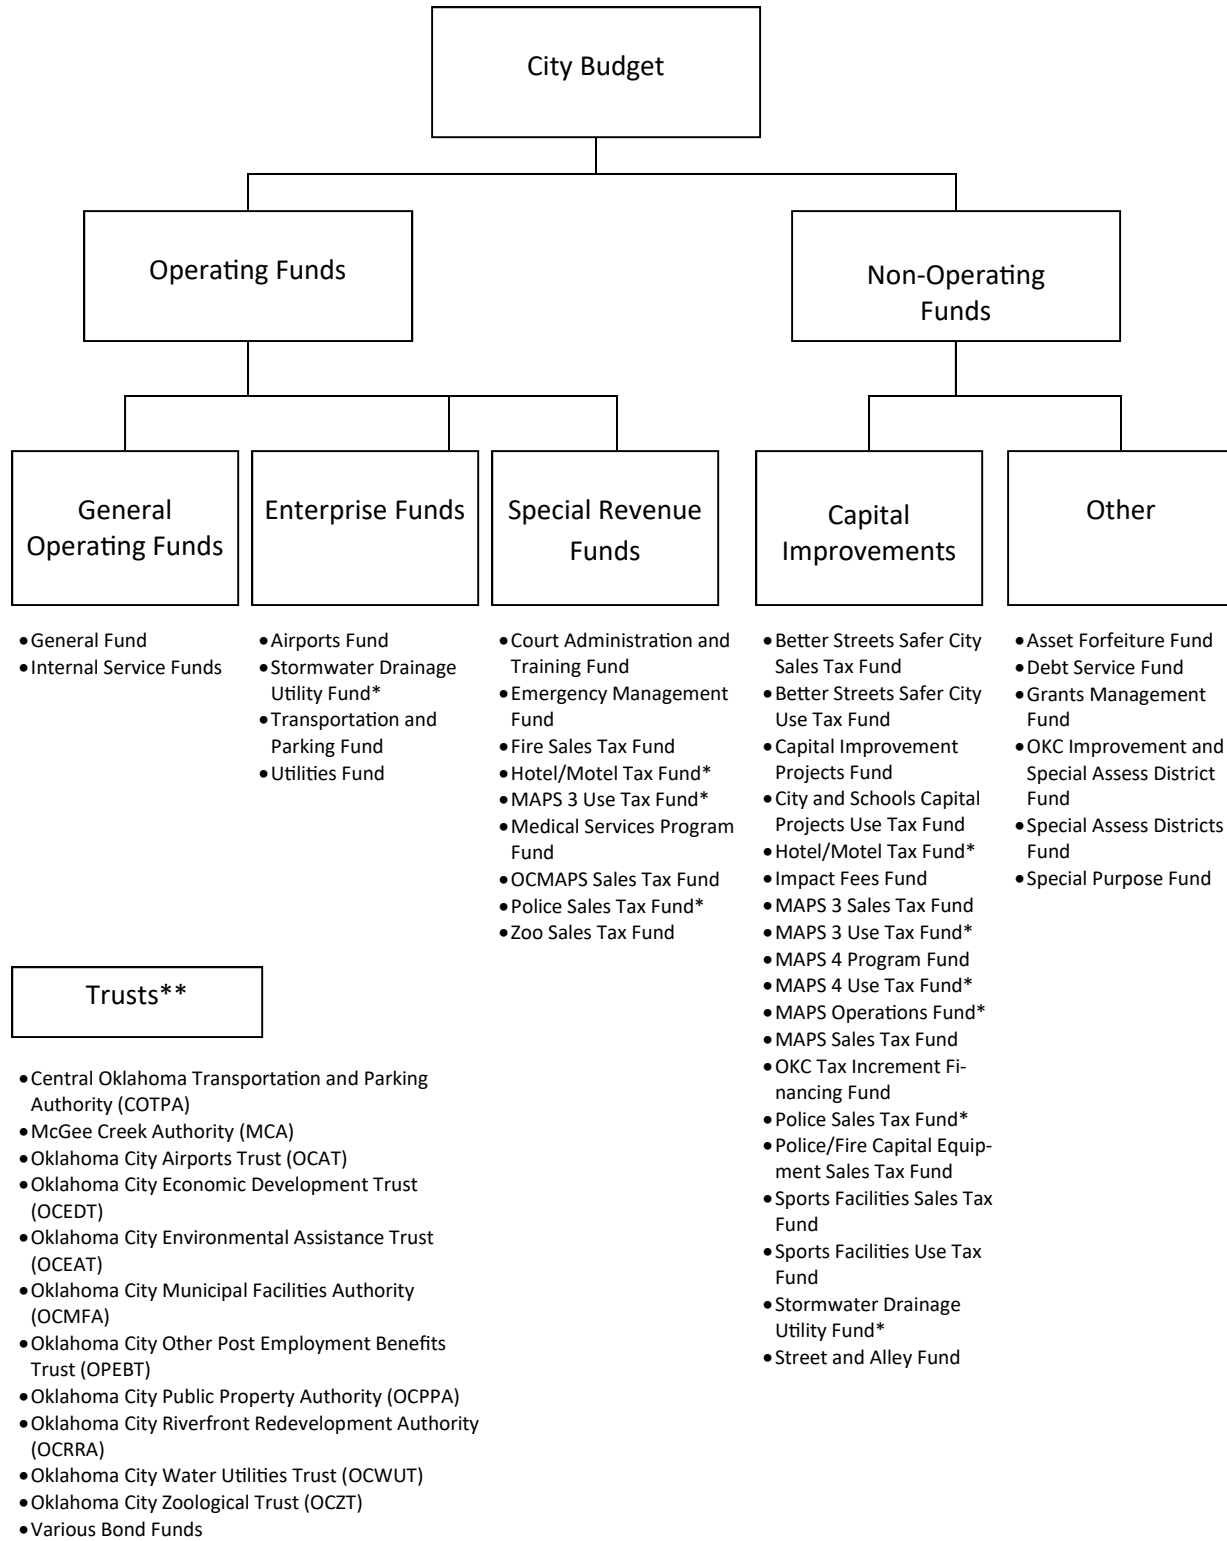 City Budget
Operating Funds
Non-Operating
Funds
General
Operating Funds
Enterprise Funds
Special Revenue
Funds
Capital
Improvements
Other
•General Fund
•Internal Service Funds
•Airports Fund
•Stormwater Drainage
Utility Fund*
•Transportation and
Parking Fund
•Utilities Fund
•Court Administration and
Training Fund
•Emergency Management
Fund
•Fire Sales Tax Fund
•Hotel/Motel Tax Fund*
•MAPS 3 Use Tax Fund*
•Medical Services Program
Fund
•OCMAPS Sales Tax Fund
•Police Sales Tax Fund*
•Zoo Sales Tax Fund
•Better Streets Safer City
Sales Tax Fund
•Better Streets Safer City
Use Tax Fund
•Capital Improvement
Projects Fund
•City and Schools Capital
Projects Use Tax Fund
•Hotel/Motel Tax Fund*
•Impact Fees Fund
•MAPS 3 Sales Tax Fund
•MAPS 3 Use Tax Fund*
•MAPS 4 Program Fund
•MAPS 4 Use Tax Fund*
•MAPS Operations Fund*
•MAPS Sales Tax Fund
•OKC Tax Increment Fi-
nancing Fund
•Police Sales Tax Fund*
•Police/Fire Capital Equip-
ment Sales Tax Fund
•Sports Facilities Sales Tax
Fund
•Sports Facilities Use Tax
Fund
•Stormwater Drainage
Utility Fund*
•Street and Alley Fund
•Asset Forfeiture Fund
•Debt Service Fund
•Grants Management
Fund
•OKC Improvement and
Special Assess District
Fund
•Special Assess Districts
Fund
•Special Purpose Fund
Trusts**
•Central Oklahoma Transportation and Parking
Authority (COTPA)
•McGee Creek Authority (MCA)
•Oklahoma City Airports Trust (OCAT)
•Oklahoma City Economic Development Trust
(OCEDT)
•Oklahoma City Environmental Assistance Trust
(OCEAT)
•Oklahoma City Municipal Facilities Authority
(OCMFA)
•Oklahoma City Other Post Employment Benefits
Trust (OPEBT)
•Oklahoma City Public Property Authority (OCPPA)
•Oklahoma City Riverfront Redevelopment Authority
(OCRRA)
•Oklahoma City Water Utilities Trust (OCWUT)
•Oklahoma City Zoological Trust (OCZT)
•Various Bond Funds